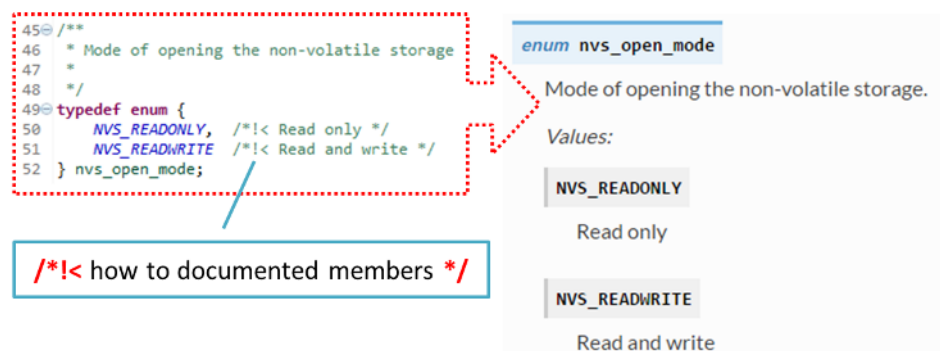 45 /**
46  * Mode of opening the non-volatile storage
47  *
48  */
49 typedef enum {
50     NVS_READONLY,  /*!< Read only */
51     NVS_READWRITE  /*!< Read and write */
52 } nvs_open_mode;
/*!< how to documented members */
enum nvs_open_mode
Mode of opening the non-volatile storage.
Values:
NVS_READONLY
Read only
NVS_READWRITE
Read and write